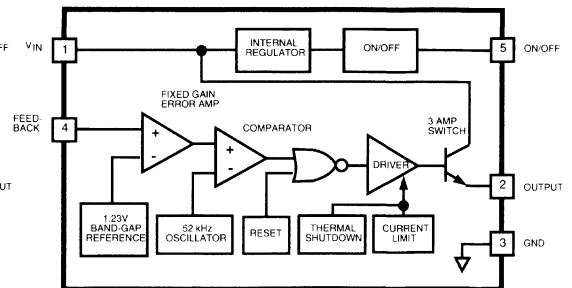 FF
VIN
1
INTERNAL
REGULATOR
ON/OFF
5
ON/OFF
FIXED GAIN
ERROR AMP
FEED-
BACK
4
COMPARATOR
3 AMP
SWITCH
+
-
+
-
DRIVER
2
OUTPUT
UT
1.23V
BAND-GAP
REFERENCE
52 kHz
OSCILLATOR
RESET
THERMAL
SHUTDOWN
CURRENT
LIMIT
3
GND